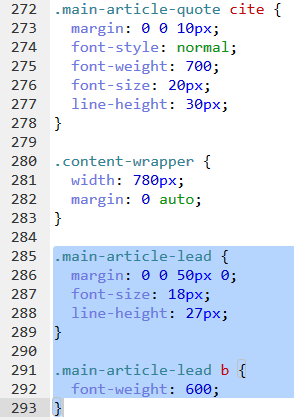 272 .main-article-quote cite {
273   margin: 0 0 10px;
274   font-style: normal;
275   font-weight: 700;
276   font-size: 20px;
277   line-height: 30px;
278 }
279
280 .content-wrapper {
281   width: 780px;
282   margin: 0 auto;
283 }
284
285 .main-article-lead {
286   margin: 0 0 50px 0;
287   font-size: 18px;
288   line-height: 27px;
289 }
290
291 .main-article-lead b {
292   font-weight: 600;
293 }